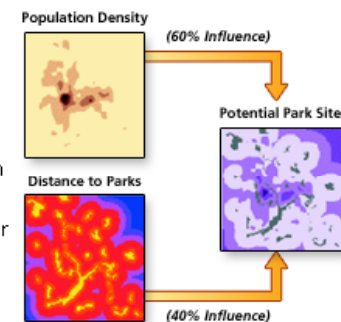 Population Density
(60% Influence)
Potential Park Site
Distance to Parks
(40% Influence)